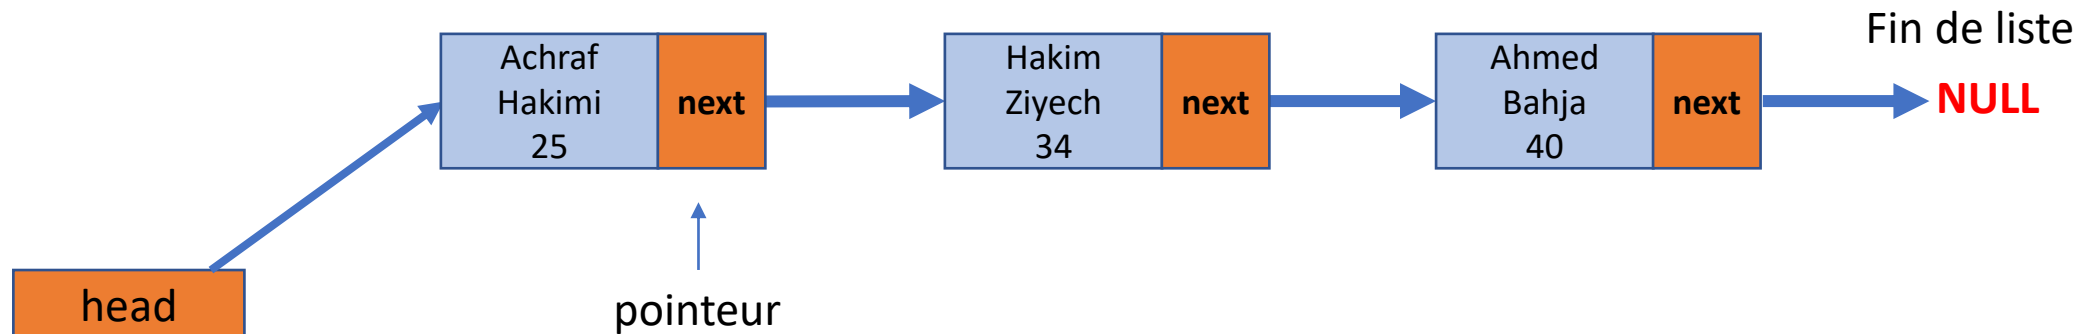 Fin de liste
Achraf
Hakimi
25
next
Hakim
Ziyech
34
next
Ahmed
Bahja
40
next
NULL
head
pointeur